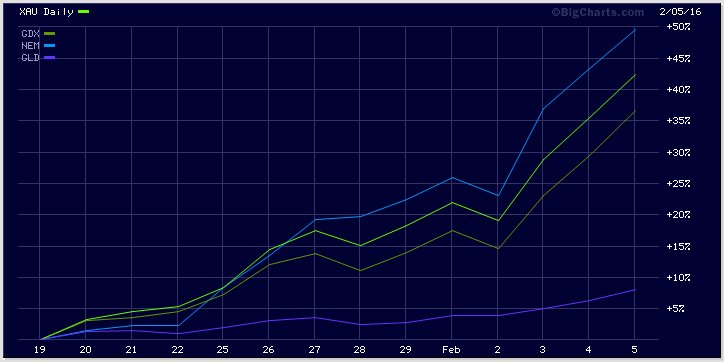 XAU Daily
©BigCharts.com
2/05/16
GDX
NEM
GLD
+50%
+45%
+40%
+35%
+30%
+25%
+20%
+15%
+10%
+5%
19 20 21 22 25 26 27 28 29 Feb 2 3 4 5